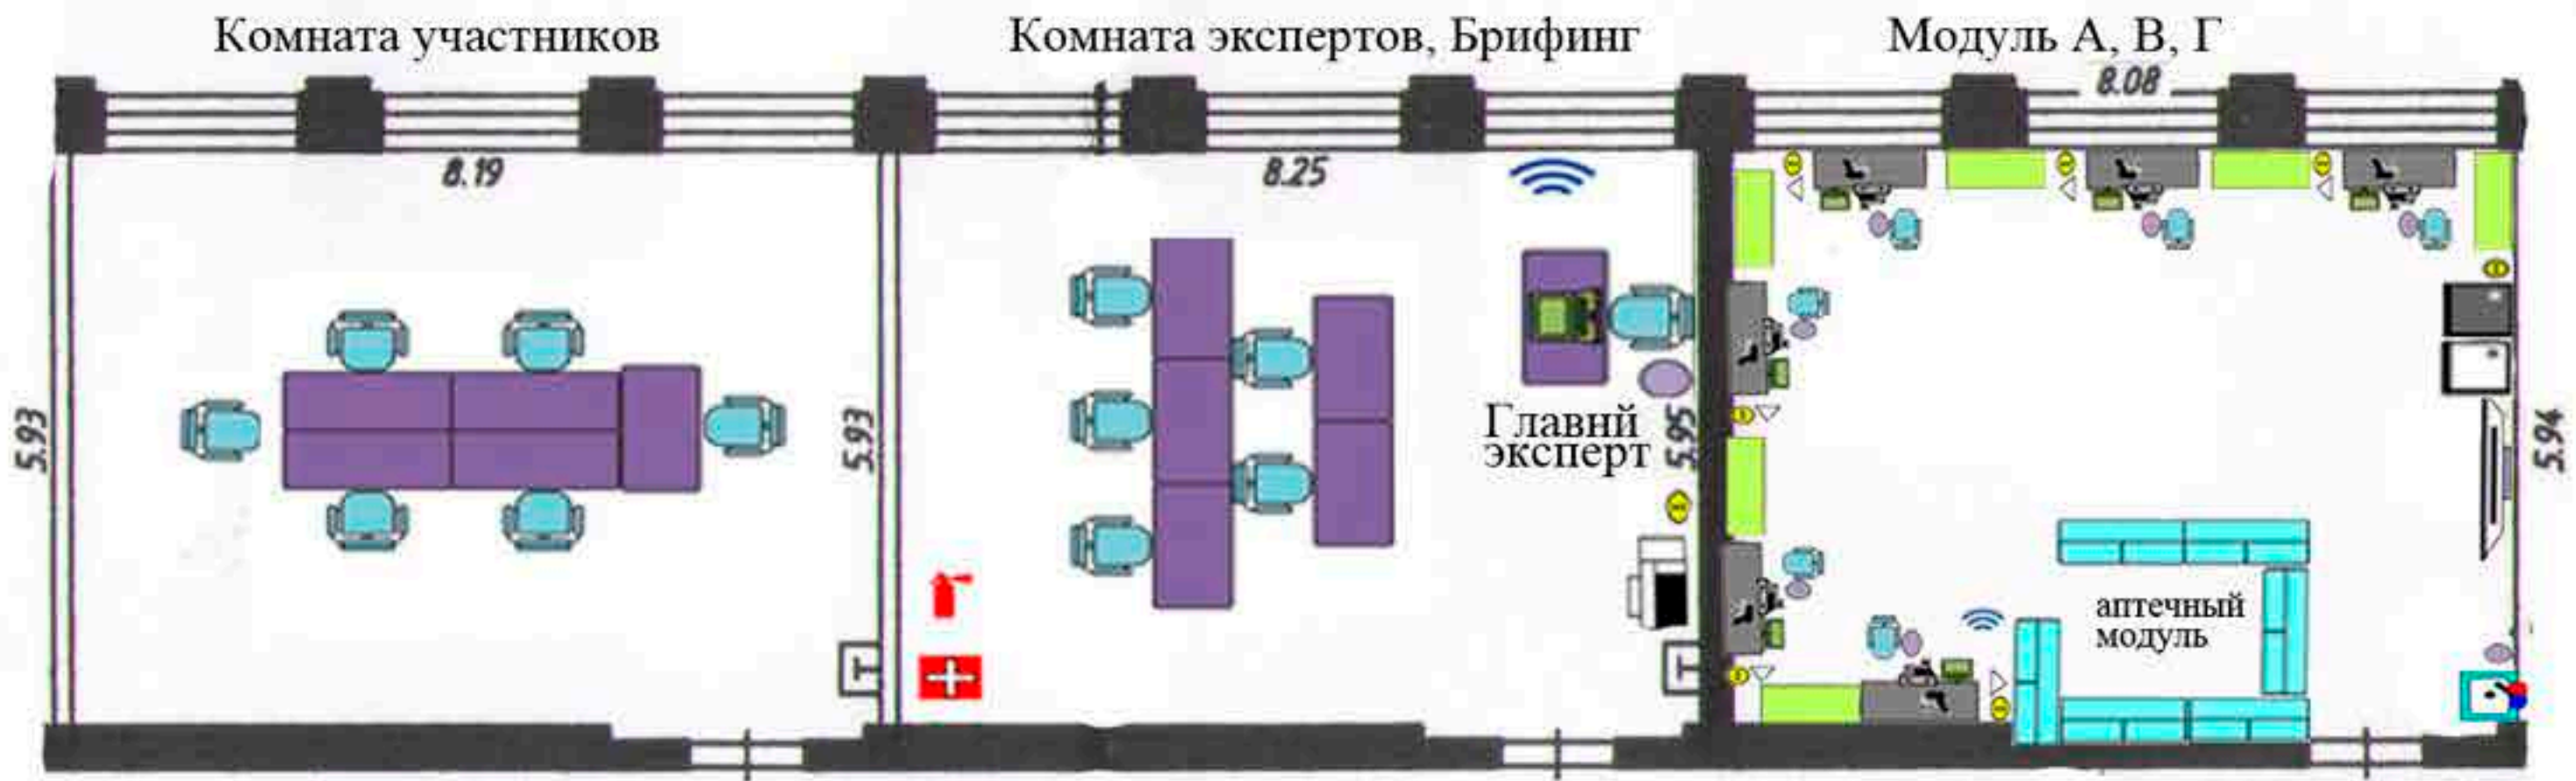 Комната участников
Комната экспертов, Брифинг
Модуль А, В, Г
8.08
8.19
8.25
5.93
5.93
Главнй
эксперт
5.95
5.94
аптечный
модуль